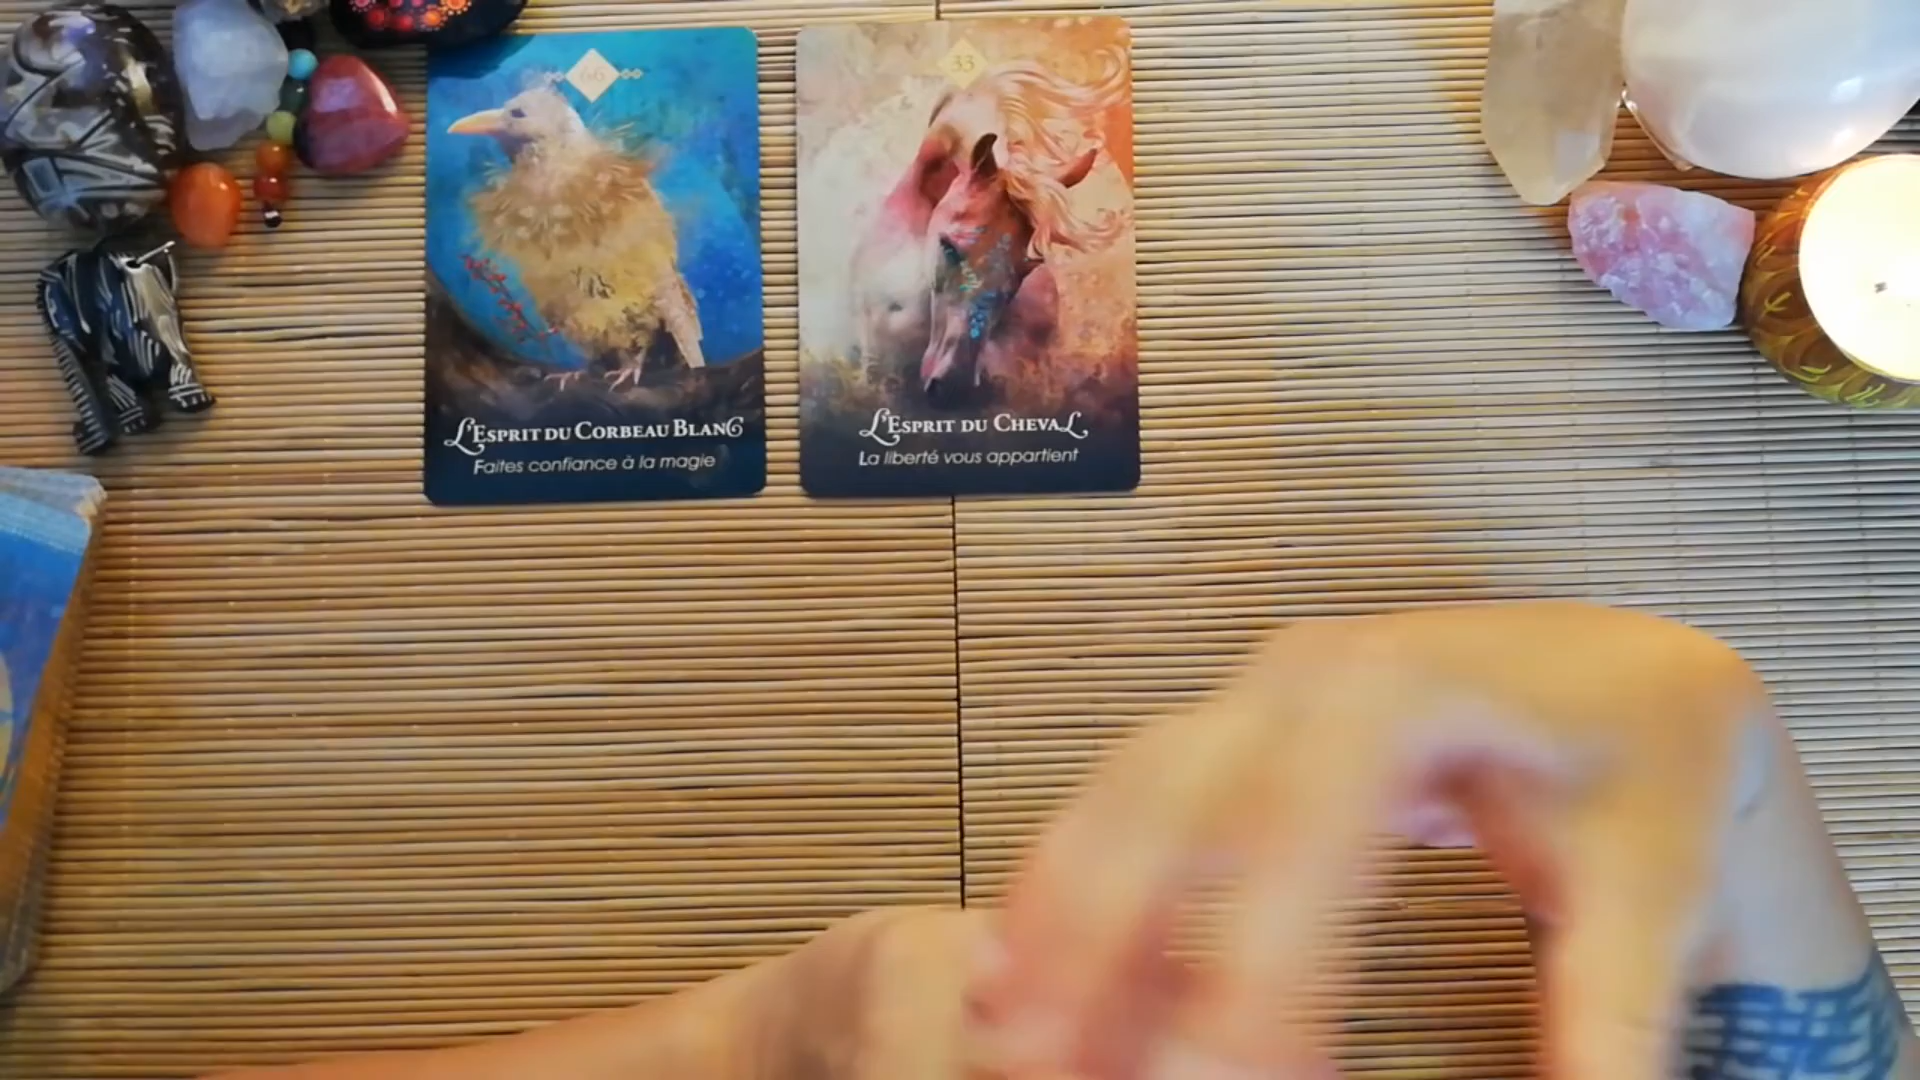 66
L'ESPRIT DU CORBEAU BLANC
Faites confiance à la magie
33
L'ESPRIT DU CHEVAL
La liberté vous appartient